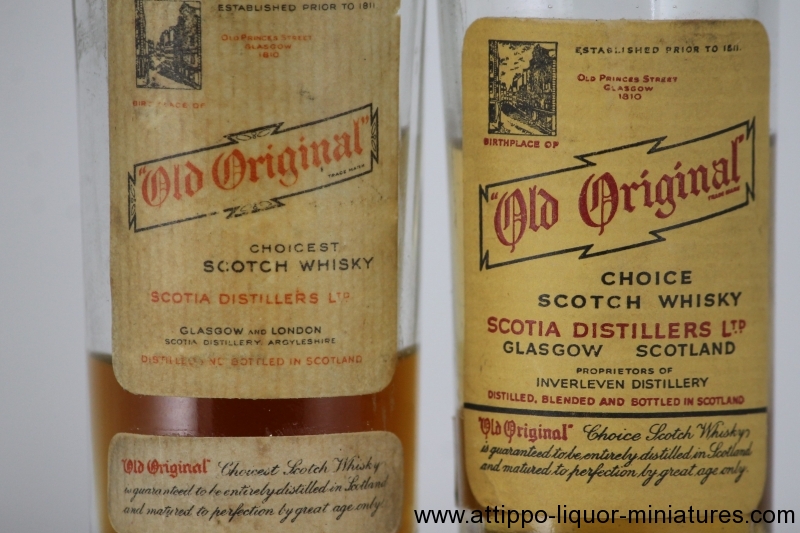 ESTABLISHED PRIOR TO 1811.
OLD PRINCES STREET
GLASGOW
1810
BIRTHPLACE OF
"Old Original"
TRADE MARK
CHOICEST
SCOTCH WHISKY
SCOTIA DISTILLERS LTD
GLASGOW AND LONDON
SCOTIA DISTILLERY, ARGYLESHIRE
DISTILLED AND BOTTLED IN SCOTLAND
"Old Original" Choicest Scotch Whisky
is guaranteed to be entirely distilled in Scotland
and matured to perfection by great age only.
ESTABLISHED PRIOR TO 1811.
OLD PRINCES STREET
GLASGOW
1810
BIRTHPLACE OF
"Old Original"
TRADE MARK
CHOICE
SCOTCH WHISKY
SCOTIA DISTILLERS LTD
GLASGOW SCOTLAND
PROPRIETORS OF
INVERLEVEN DISTILLERY
DISTILLED, BLENDED AND BOTTLED IN SCOTLAND
"Old Original" Choice Scotch Whisky
is guaranteed to be entirely distilled in Scotland
and matured to perfection by great age only.
www.attippo-liquor-miniatures.com